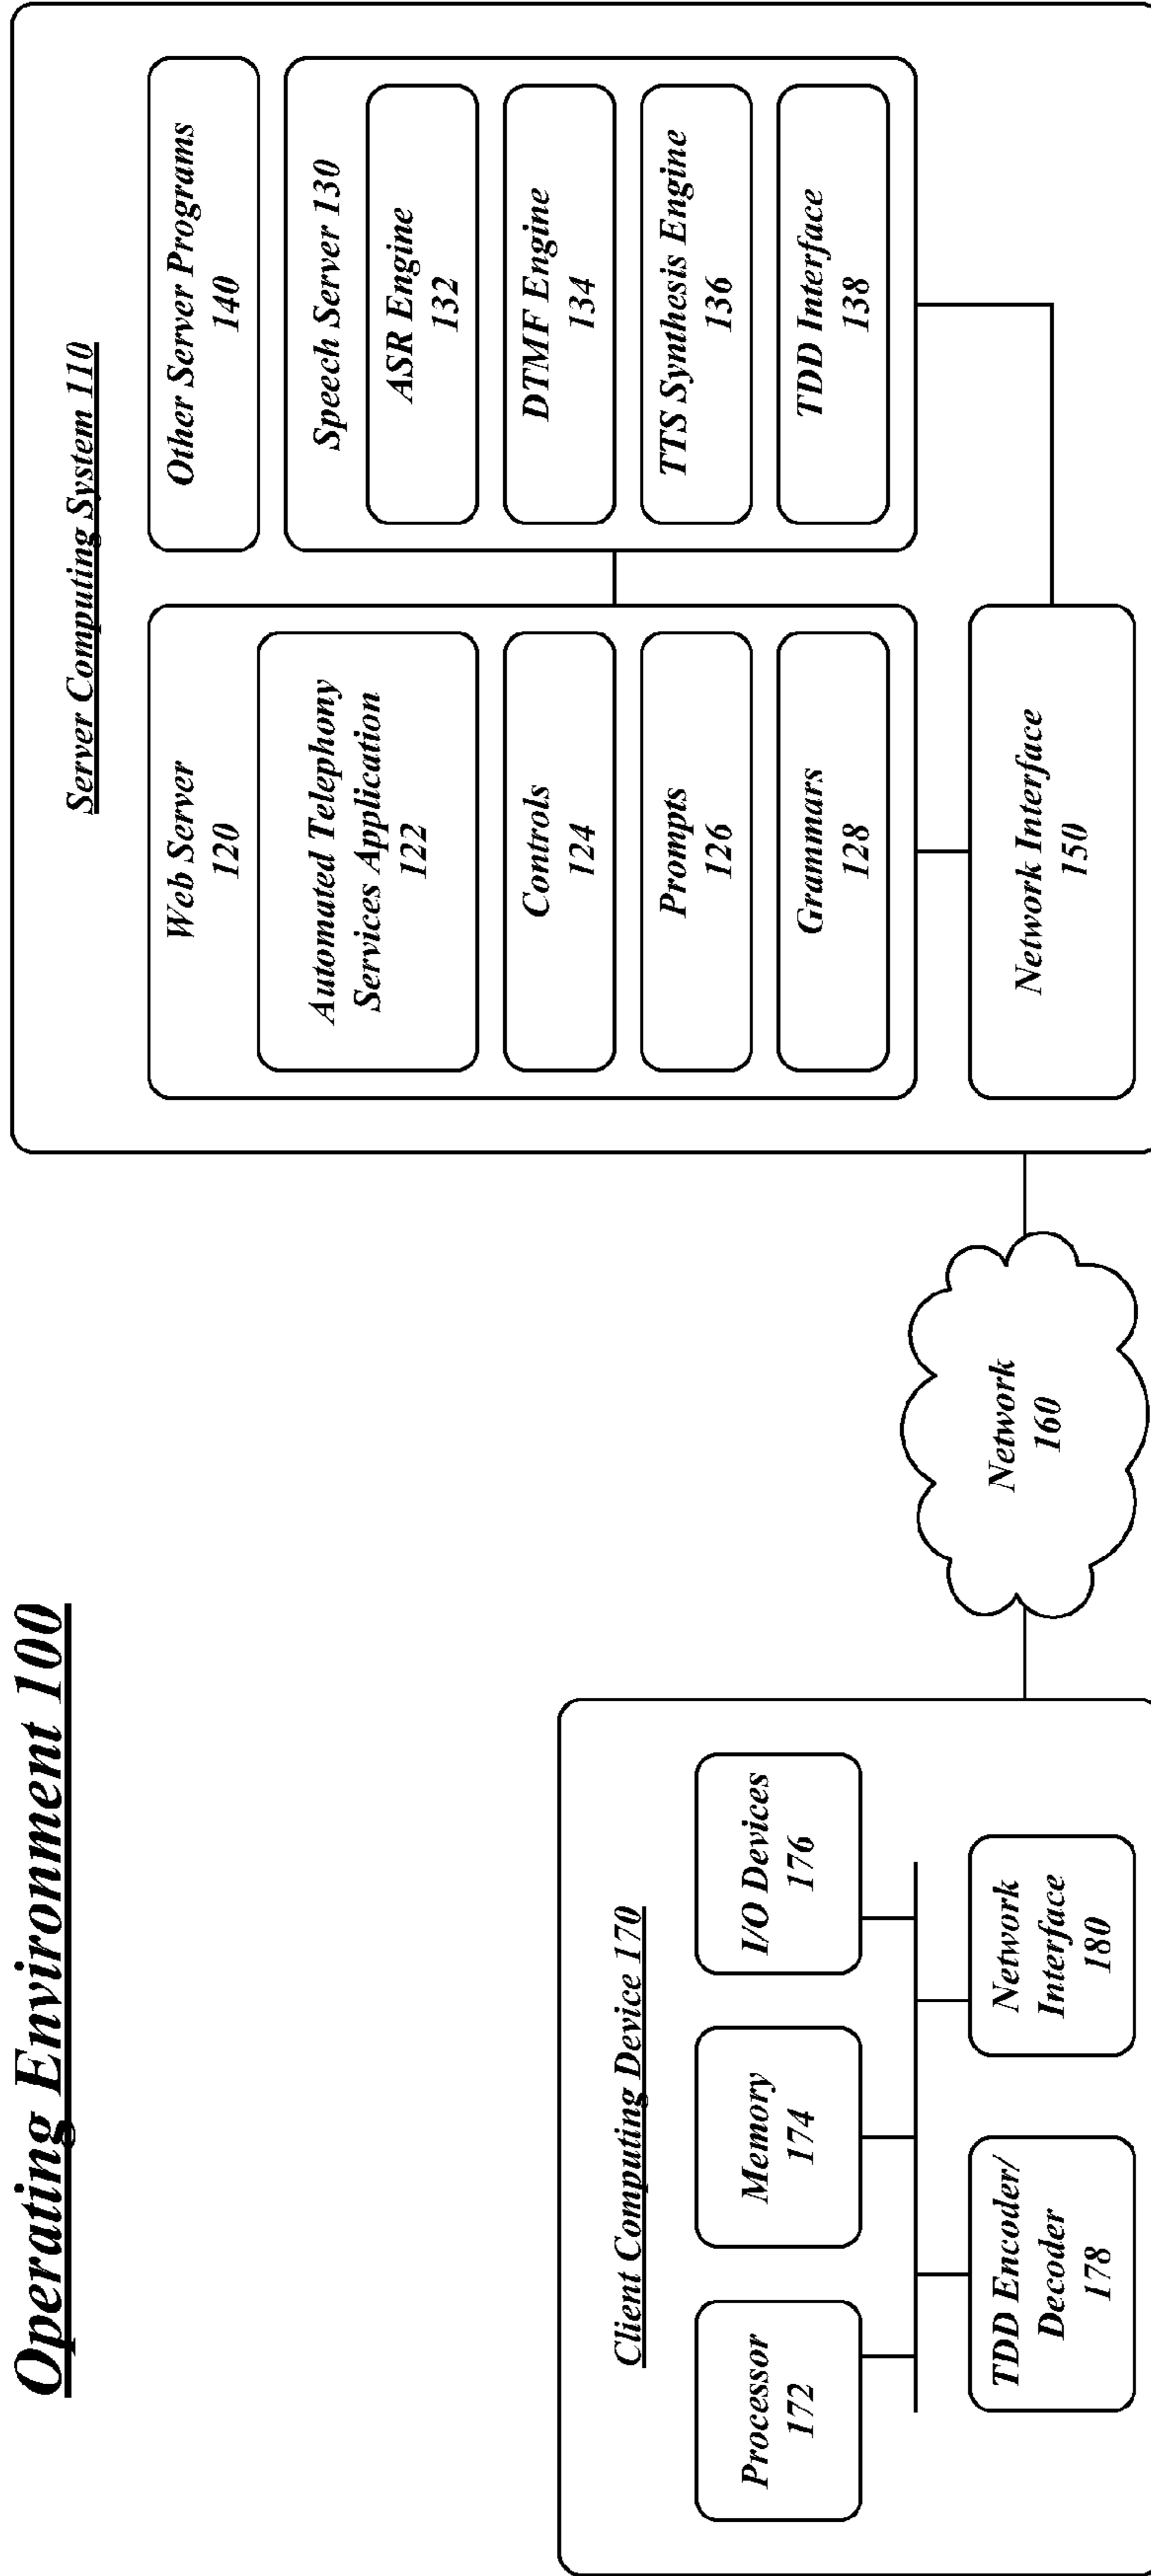 Operating Environment 100
Client Computing Device 170
Processor
172
Memory
174
I/O Devices
176
TDD Encoder/
Decoder
178
Network
Interface
180
Network
160
Server Computing System 110
Web Server
120
Automated Telephony
Services Application
122
Controls
124
Prompts
126
Grammars
128
Other Server Programs
140
Speech Server 130
ASR Engine
132
DTMF Engine
134
TTS Synthesis Engine
136
TDD Interface
138
Network Interface
150